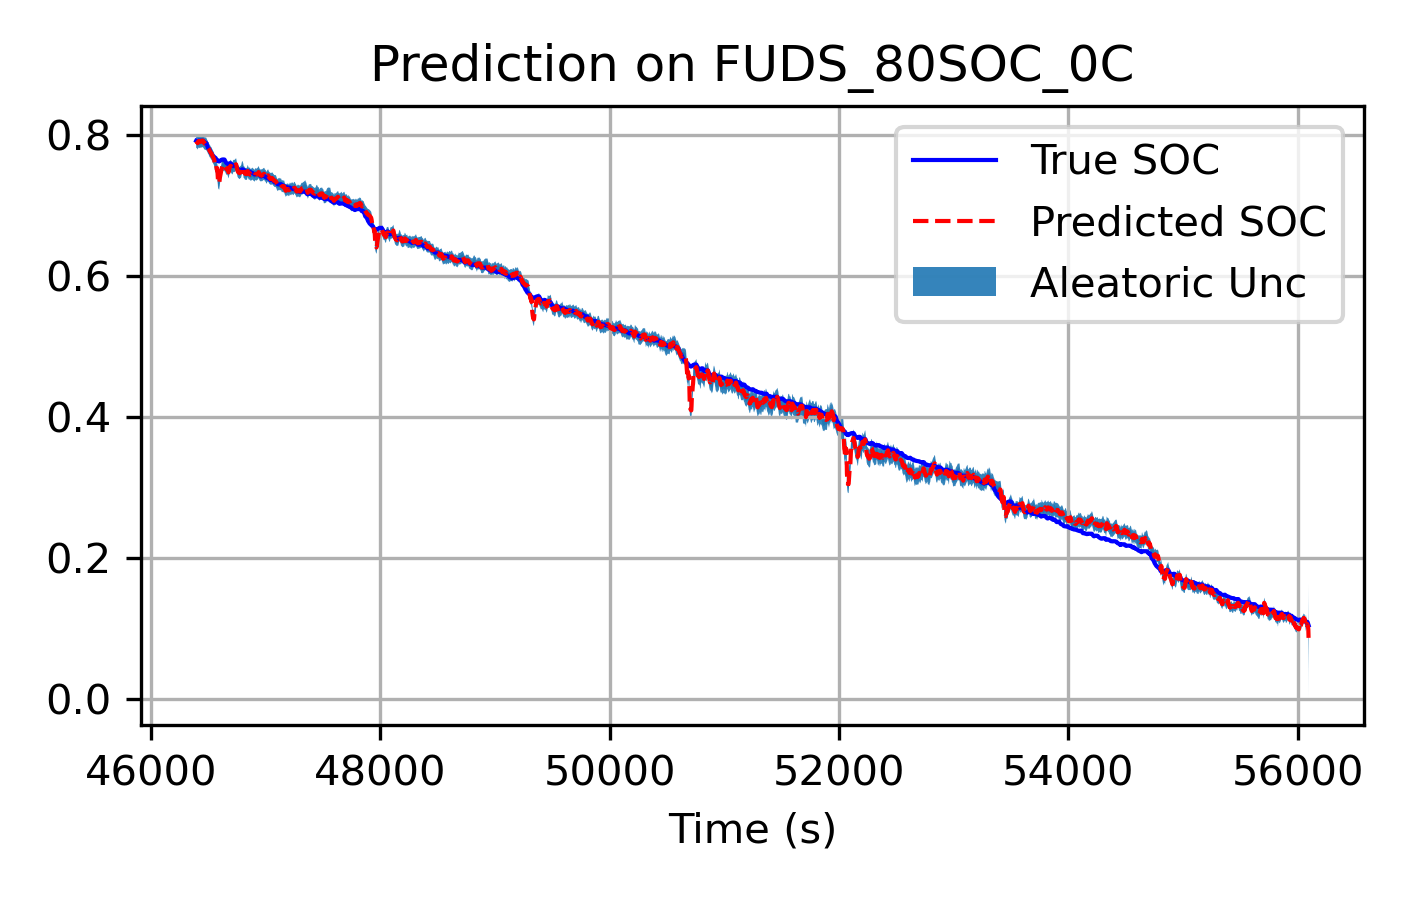 Prediction on FUDS_80SOC_0C
True SOC
Predicted SOC
Aleatoric Unc
0.8
0.6
0.4
0.2
0.0
46000 48000 50000 52000 54000 56000
Time (s)